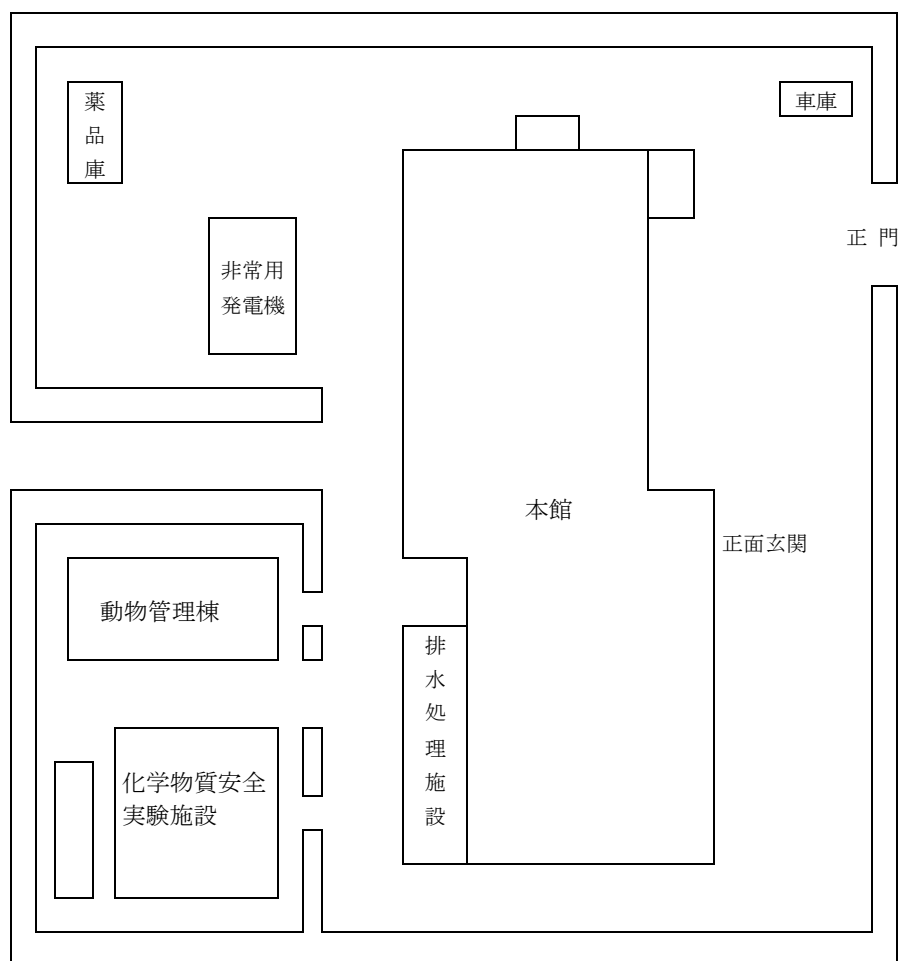 薬品庫
車庫
正 門
非常用
発電機
本館
正面玄関
動物管理棟
排水処理施設
化学物質安全
実験施設